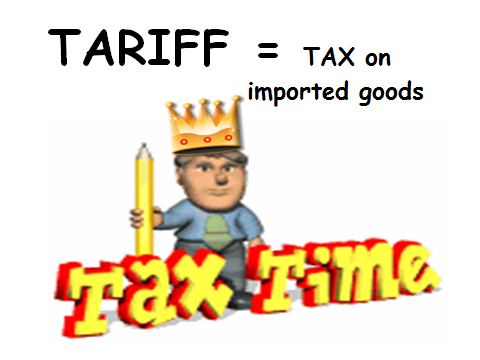 TARIFF = TAX on
imported goods
Tax Time